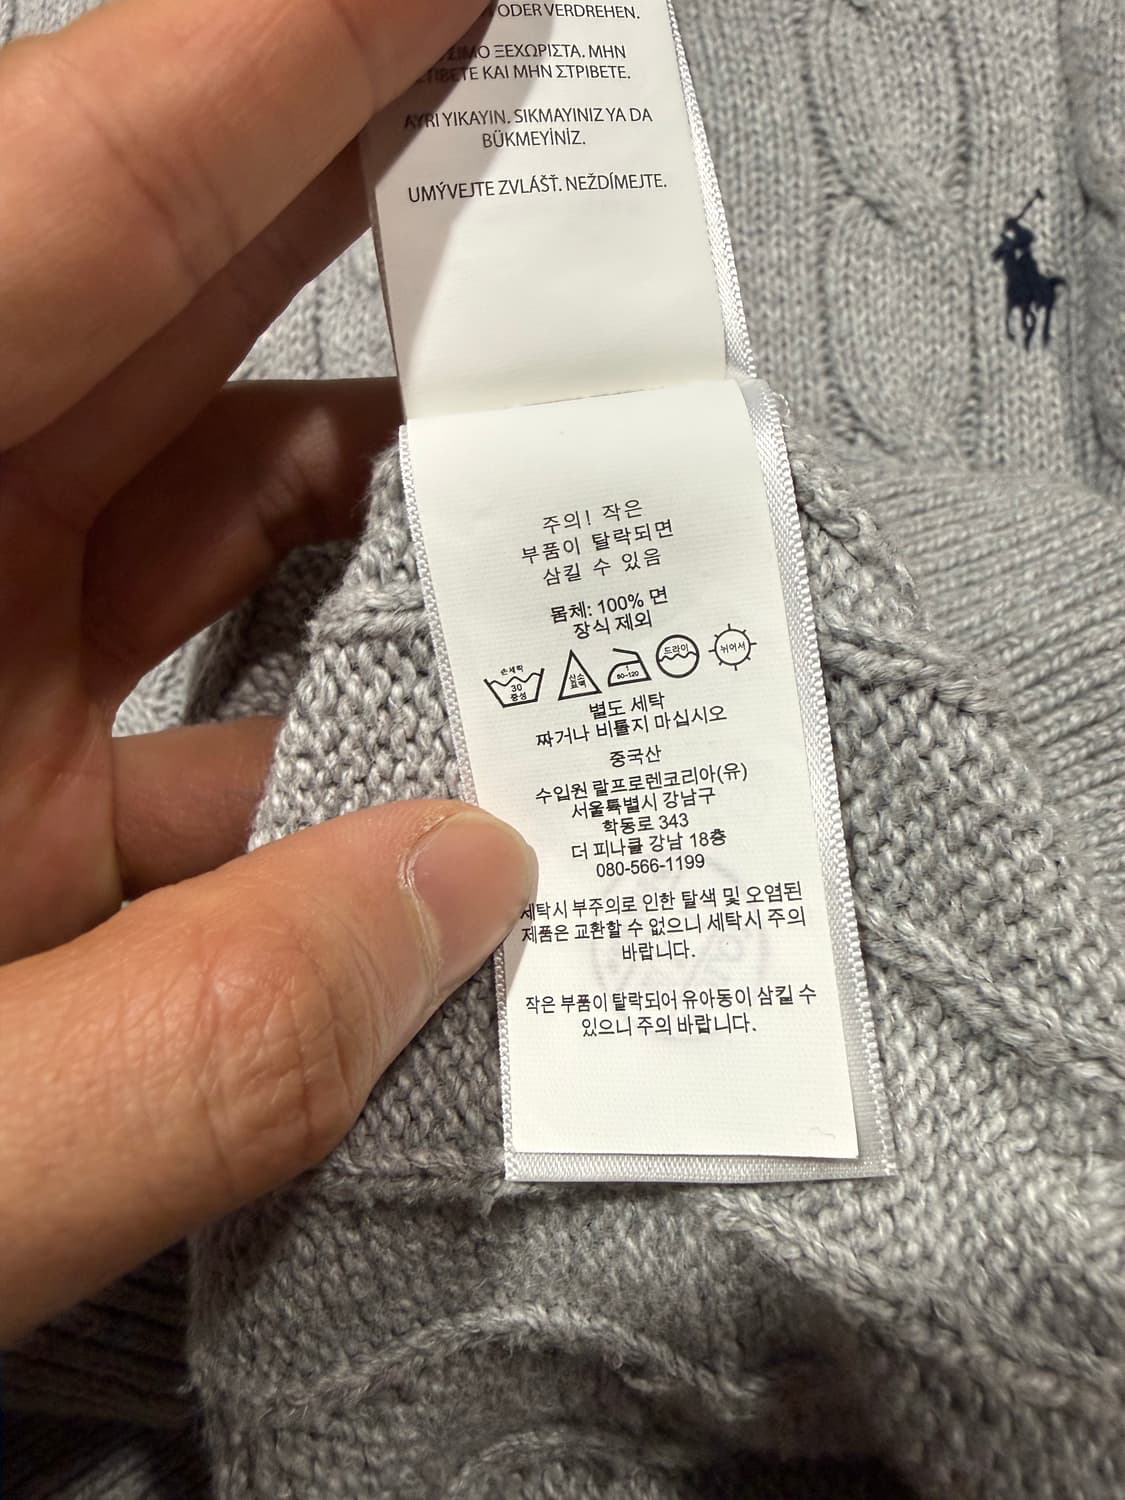 ODER VERDREHEN.
ΞΕΧΩΡΙΣΤΑ. ΜΗΝ
ΚΑΙ ΜΗΝ ΣΤΡΙΒΕΤΕ.
AYRI YIKAYIN. SIKMAYINIZ YA DA
BÜKMEYİNİZ.
UMÝVEJTE ZVLÁŠŤ. NEŽDÍMEJTE.
주의! 작은
부품이 탈락되면
삼킬 수 있음
몸체: 100% 면
장식 제외
손세탁
30
중성
산소
표백
1
80-120
드라이
뉘어서
별도 세탁
짜거나 비틀지 마십시오
중국산
수입원 랄프로렌코리아(유)
서울특별시 강남구
학동로 343
더 피나클 강남 18층
080-566-1199
세탁시 부주의로 인한 탈색 및 오염된
제품은 교환할 수 없으니 세탁시 주의
바랍니다.
작은 부품이 탈락되어 유아동이 삼킬 수
있으니 주의 바랍니다.